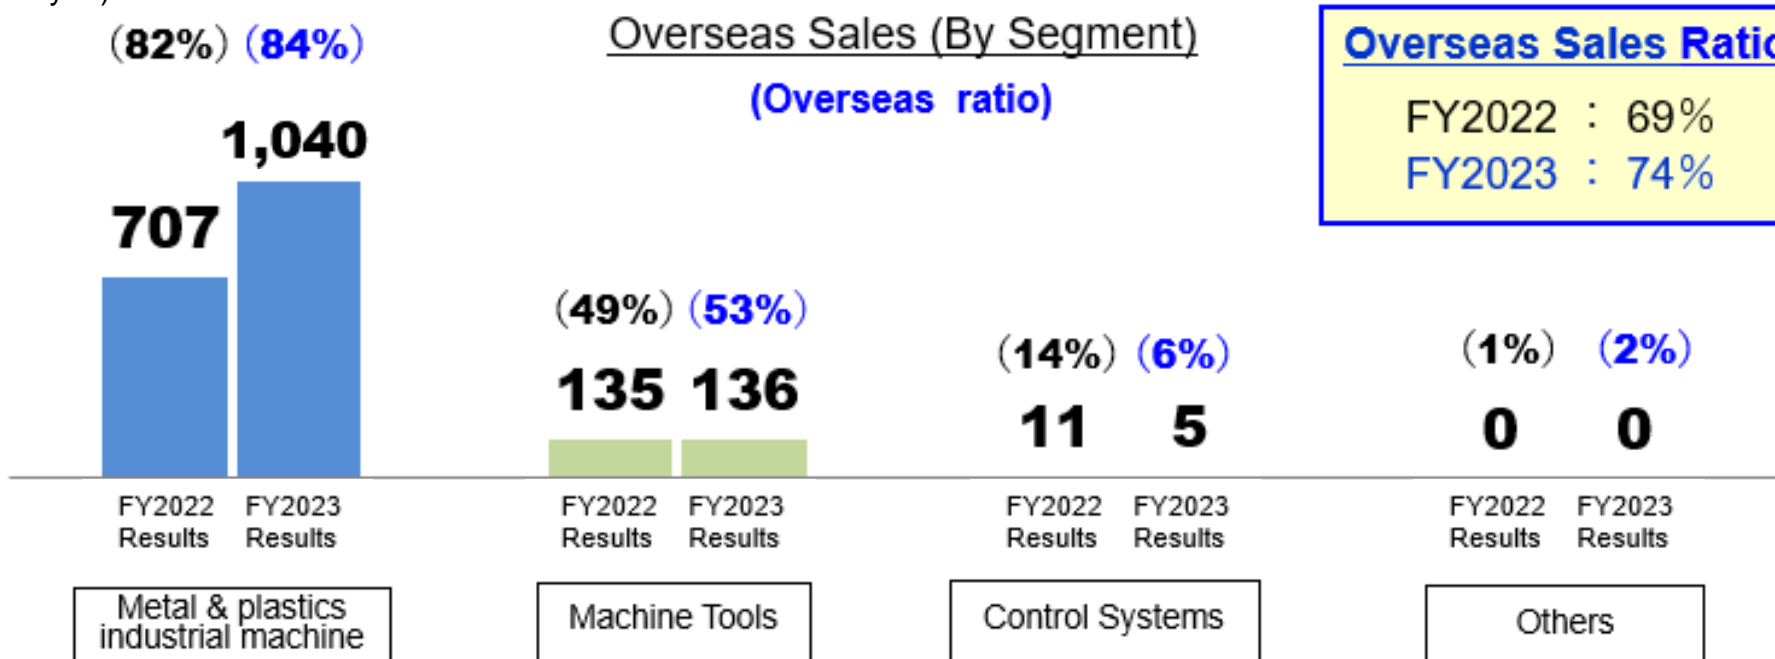 (82%) (84%)
Overseas Sales (By Segment)
(Overseas ratio)
Overseas Sales Ratio
FY2022 : 69%
FY2023 : 74%
1,040
707
(49%) (53%)
135 136
(14%) (6%)
11 5
(1%) (2%)
0 0
FY2022 Results
FY2023 Results
FY2022 Results
FY2023 Results
FY2022 Results
FY2023 Results
FY2022 Results
FY2023 Results
Metal & plastics
industrial machine
Machine Tools
Control Systems
Others